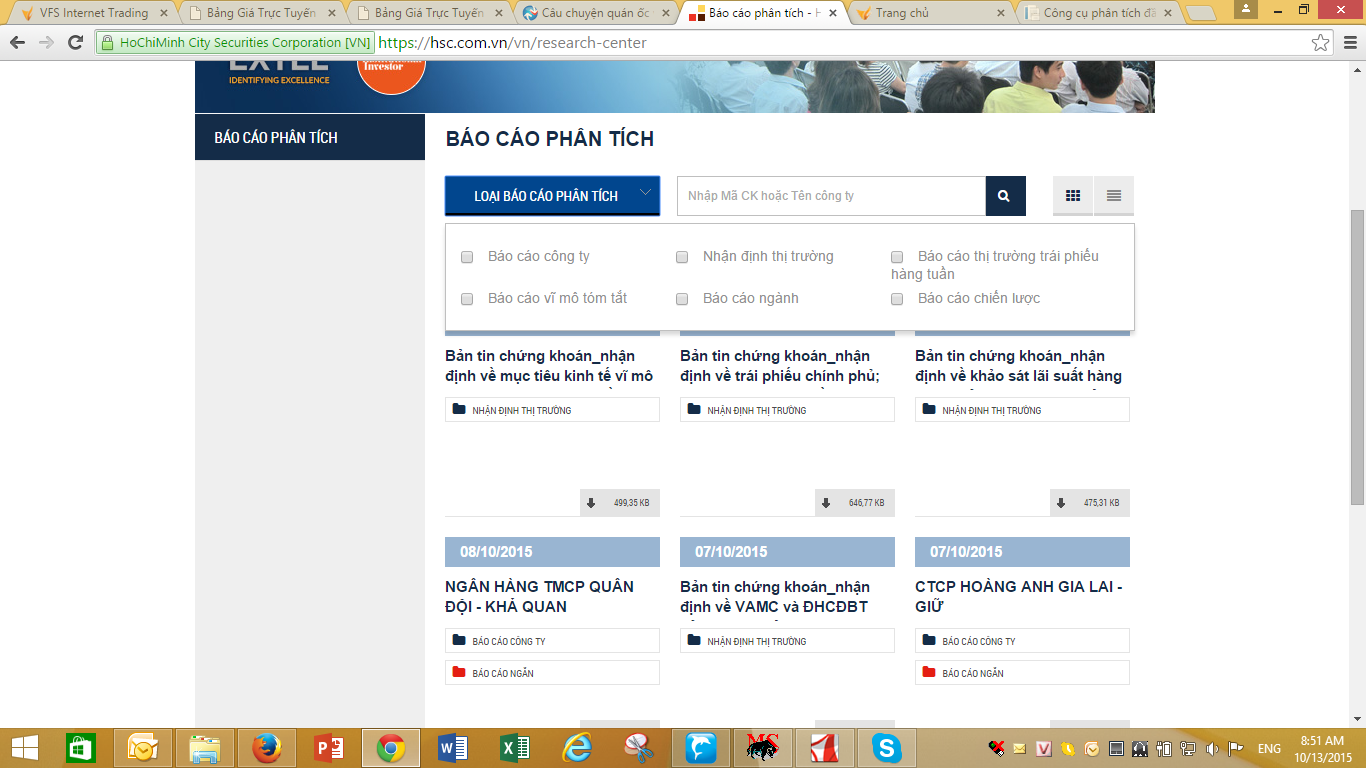 VFS Internet Trading
Bảng Giá Trực Tuyến
Bảng Giá Trực Tuyến
Câu chuyện quán ốc
Báo cáo phân tích - H
Trang chủ
Công cụ phân tích đã
HoChiMinh City Securities Corporation [VN]
https://hsc.com.vn/vn/research-center
EXTEL
IDENTIFYING EXCELLENCE
Investor
BÁO CÁO PHÂN TÍCH
BÁO CÁO PHÂN TÍCH
LOẠI BÁO CÁO PHÂN TÍCH
Nhập Mã CK hoặc Tên công ty
Báo cáo công ty
Nhận định thị trường
Báo cáo thị trường trái phiếu
hàng tuần
Báo cáo vĩ mô tóm tắt
Báo cáo ngành
Báo cáo chiến lược
Bản tin chứng khoán_nhận
định về mục tiêu kinh tế vĩ mô
NHẬN ĐỊNH THỊ TRƯỜNG
499,35 KB
Bản tin chứng khoán_nhận
định về trái phiếu chính phủ;
NHẬN ĐỊNH THỊ TRƯỜNG
646,77 KB
Bản tin chứng khoán_nhận
định về khảo sát lãi suất hàng
NHẬN ĐỊNH THỊ TRƯỜNG
475,31 KB
08/10/2015
NGÂN HÀNG TMCP QUÂN
ĐỘI - KHẢ QUAN
BÁO CÁO CÔNG TY
BÁO CÁO NGẮN
07/10/2015
Bản tin chứng khoán_nhận
định về VAMC và ĐHCĐBT
NHẬN ĐỊNH THỊ TRƯỜNG
07/10/2015
CTCP HOÀNG ANH GIA LAI -
GIỮ
BÁO CÁO CÔNG TY
BÁO CÁO NGẮN
MS
ENG
8:51 AM
10/13/2015